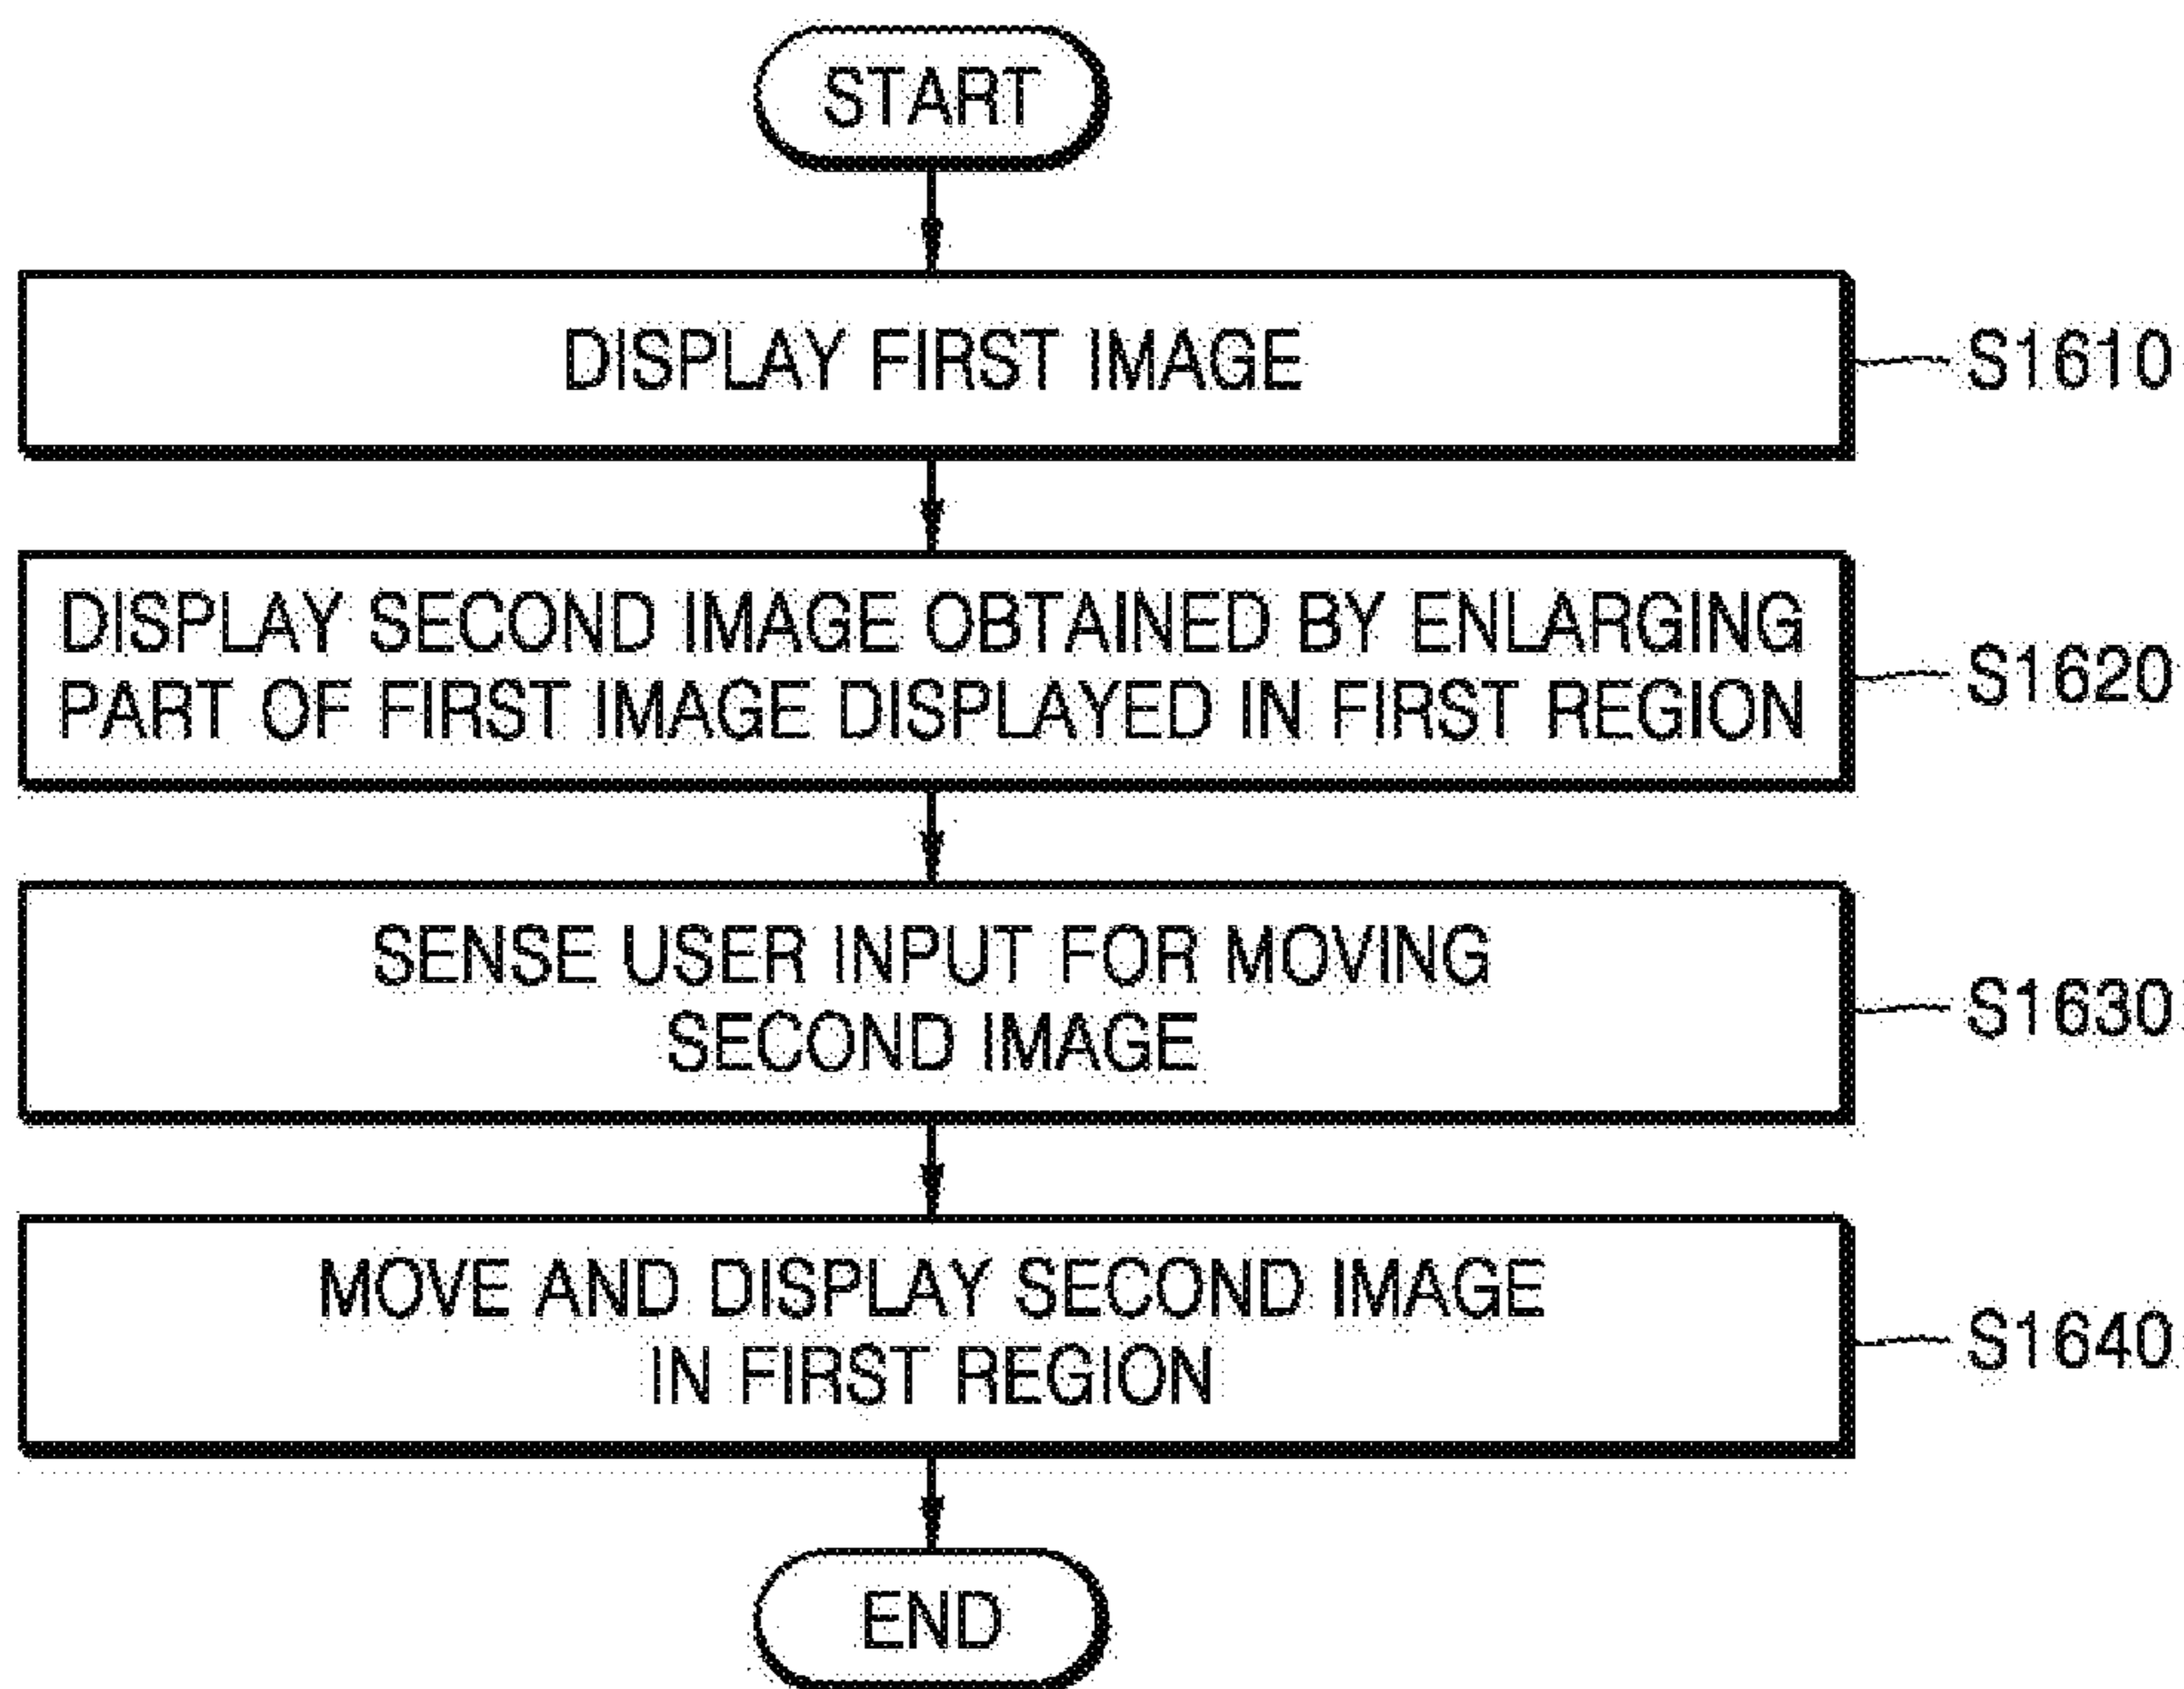 START
DISPLAY FIRST IMAGE
S1610
DISPLAY SECOND IMAGE OBTAINED BY ENLARGING
PART OF FIRST IMAGE DISPLAYED IN FIRST REGION
S1620
SENSE USER INPUT FOR MOVING
SECOND IMAGE
S1630
MOVE AND DISPLAY SECOND IMAGE
IN FIRST REGION
S1640
END